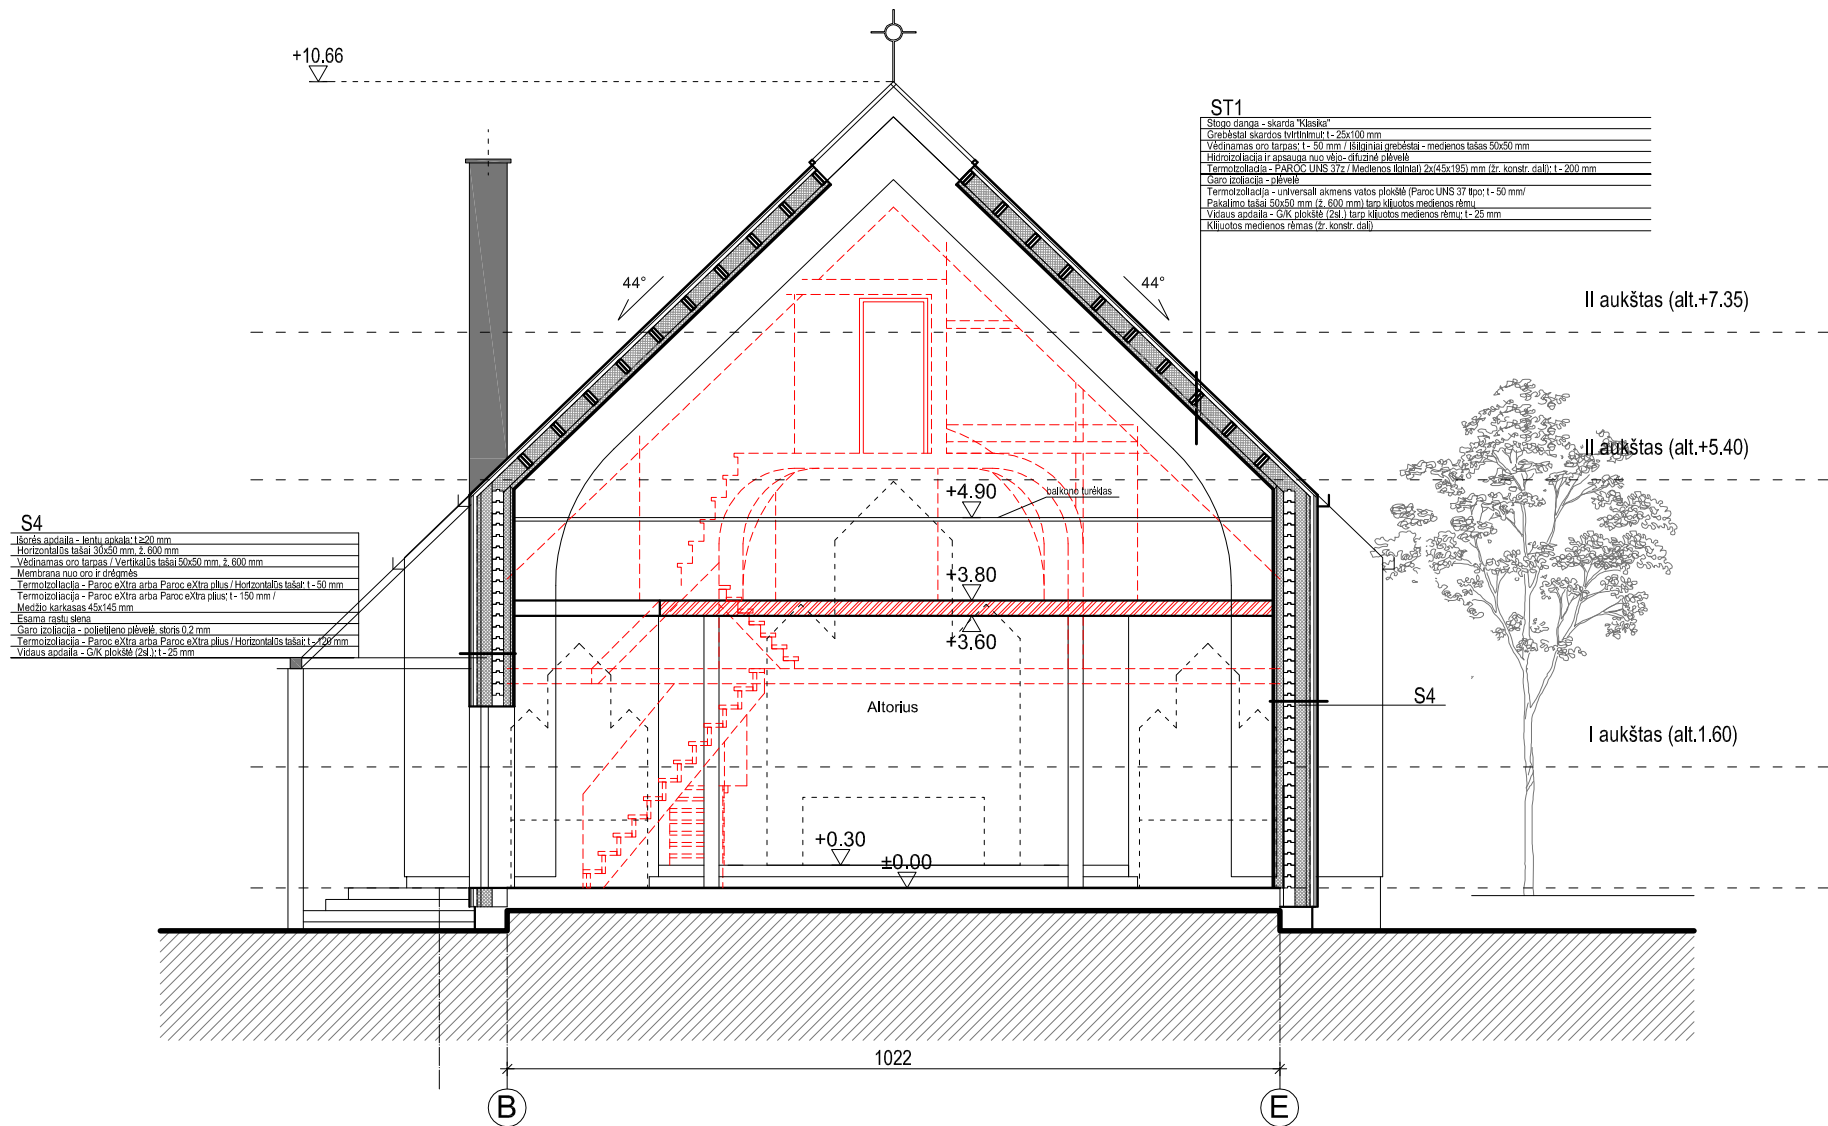 +10.66
ST1
Stogo danga - skarda "Klasika"
Grebėstai skardos tvirtinimui; t - 25x100 mm
Vėdinamas oro tarpas; t - 50 mm / Išilginiai grebėstai - medienos tašas 50x50 mm
Hidroizoliacija ir apsauga nuo vėjo- difuzinė plėvelė
Termoizoliacija - PAROC UNS 37z / Medienos ilginiai) 2x(45x195) mm (žr. konstr. dalį); t - 200 mm
Garo izoliacija - plėvelė
Termoizoliacija - universali akmens vatos plokštė (Paroc UNS 37 tipo; t - 50 mm/
Pakalimo tašai 50x50 mm (ž. 600 mm) tarp klijuotos medienos rėmų
Vidaus apdaila - G/K plokštė (2sl.) tarp klijuotos medienos rėmų; t - 25 mm
Klijuotos medienos rėmas (žr. konstr. dalį)
44°
44°
II aukštas (alt.+7.35)
II aukštas (alt.+5.40)
+4.90
balkono turėklas
S4
Išorės apdaila - lentų apkala; t ≥20 mm
Horizontalūs tašai 30x50 mm, ž. 600 mm
Vėdinamas oro tarpas / Vertikalūs tašai 50x50 mm, ž. 600 mm
Membrana nuo oro ir drėgmės
Termoizoliacija - Paroc eXtra arba Paroc eXtra plius / Horizontalūs tašai; t - 50 mm
Termoizoliacija - Paroc eXtra arba Paroc eXtra plius; t - 150 mm /
Medžio karkasas 45x145 mm
Esama rąstų siena
Garo izoliacija - polietileno plėvelė, storis 0,2 mm
Termoizoliacija - Paroc eXtra arba Paroc eXtra plius / Horizontalūs tašai; t - 120 mm
Vidaus apdaila - G/K plokštė (2sl.); t - 25 mm
+3.80
+3.60
S4
Altorius
I aukštas (alt.1.60)
+0.30
±0.00
1022
B
E